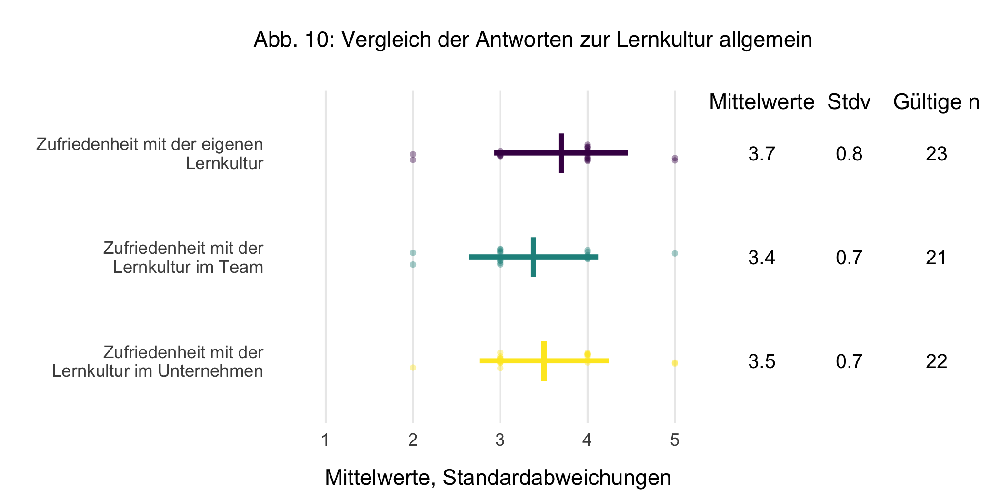 Abb. 10: Vergleich der Antworten zur Lernkultur allgemein
Mittelwerte Stdv Gültige n
Zufriedenheit mit der eigenen
Lernkultur
3.7 0.8 23
Zufriedenheit mit der
Lernkultur im Team
3.4 0.7 21
Zufriedenheit mit der
Lernkultur im Unternehmen
3.5 0.7 22
1 2 3 4 5
Mittelwerte, Standardabweichungen